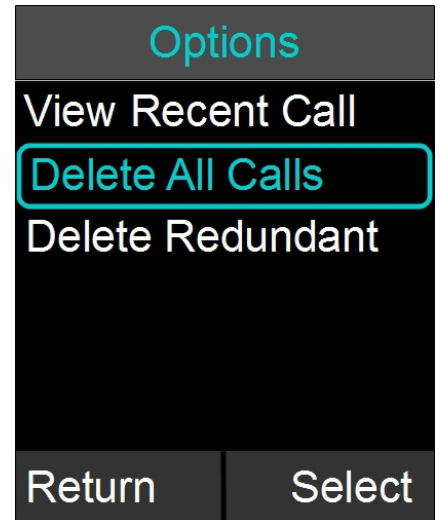 Options
View Recent Call
Delete All Calls
Delete Redundant
Return Select